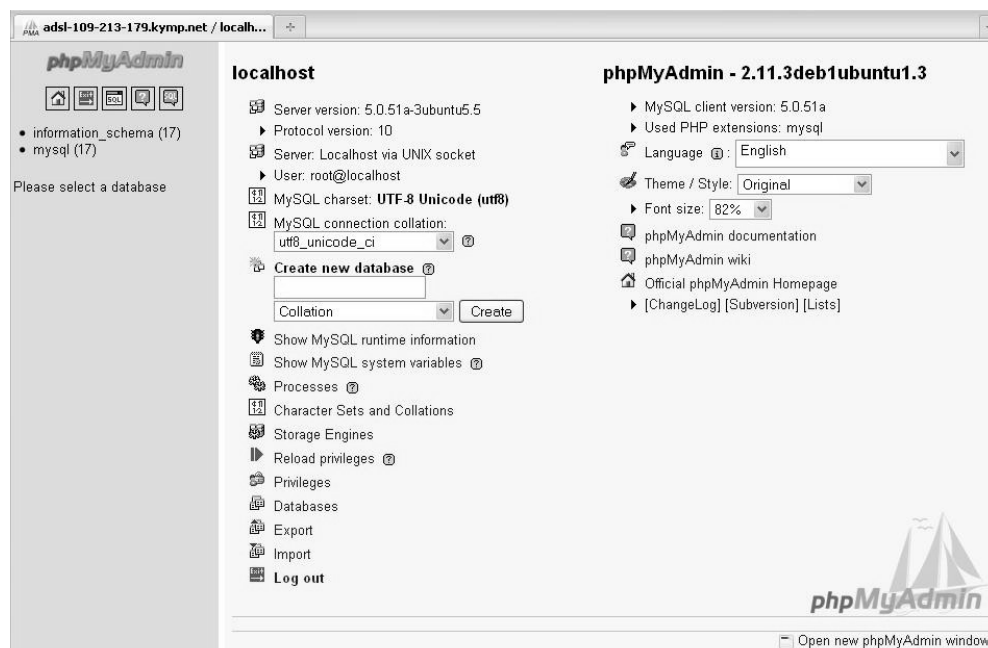 adsl-109-213-179.kymp.net / localh...
phpMyAdmin
SQL
information_schema (17)
mysql (17)
Please select a database
localhost
Server version: 5.0.51a-3ubuntu5.5
Protocol version: 10
Server: Localhost via UNIX socket
User: root@localhost
MySQL charset: UTF-8 Unicode (utf8)
MySQL connection collation:
utf8_unicode_ci
Create new database
Collation
Create
Show MySQL runtime information
Show MySQL system variables
Processes
Character Sets and Collations
Storage Engines
Reload privileges
Privileges
Databases
Export
Import
Log out
phpMyAdmin - 2.11.3deb1ubuntu1.3
MySQL client version: 5.0.51a
Used PHP extensions: mysql
Language : English
Theme / Style: Original
Font size: 82%
phpMyAdmin documentation
phpMyAdmin wiki
Official phpMyAdmin Homepage
[ChangeLog] [Subversion] [Lists]
phpMyAdmin
Open new phpMyAdmin window